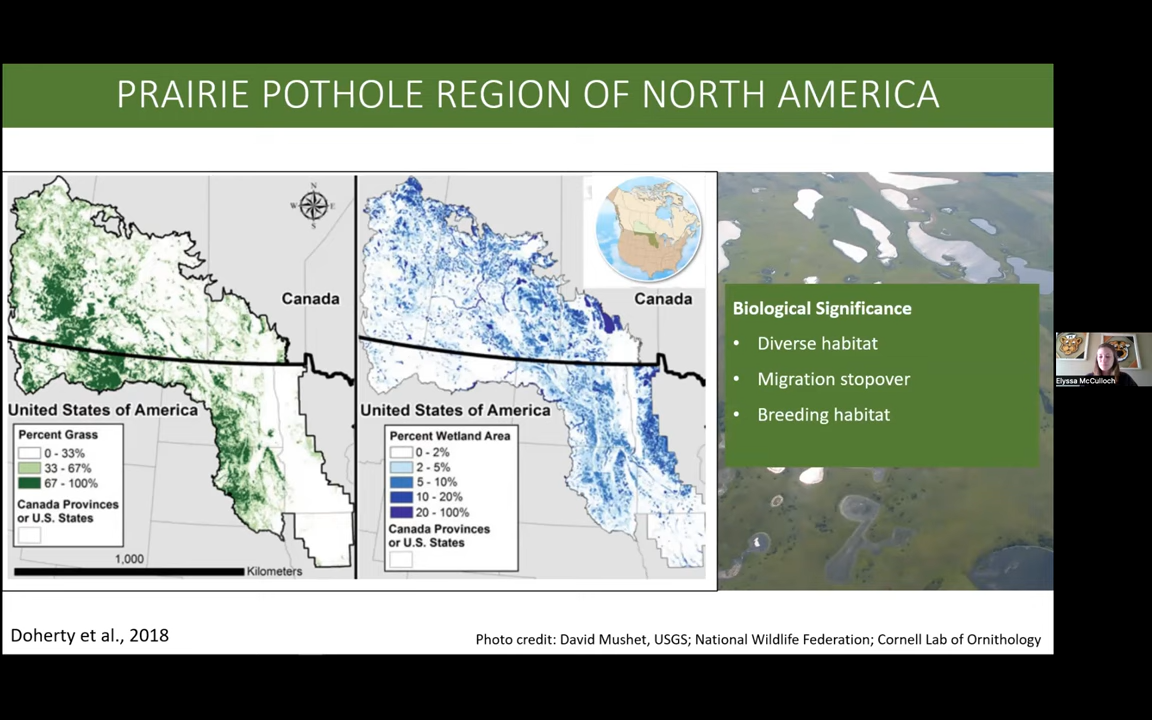 PRAIRIE POTHOLE REGION OF NORTH AMERICA
N
W E
S
Canada
United States of America
Percent Grass
0 - 33%
33 - 67%
67 - 100%
Canada Provinces
or U.S. States
1,000
Kilometers
Canada
United States of America
Percent Wetland Area
0 - 2%
2 - 5%
5 - 10%
10 - 20%
20 - 100%
Canada Provinces
or U.S. States
Biological Significance
• Diverse habitat
• Migration stopover
• Breeding habitat
Elyssa McCulloch
Doherty et al., 2018
Photo credit: David Mushet, USGS; National Wildlife Federation; Cornell Lab of Ornithology